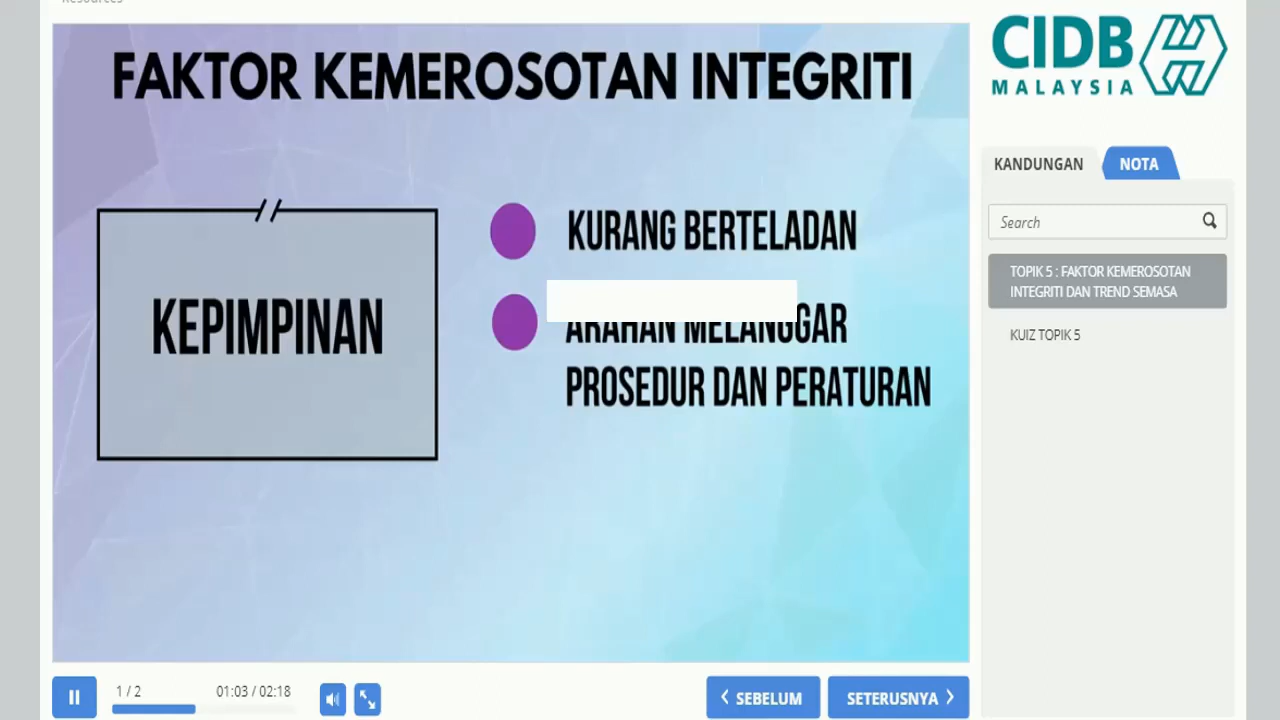 FAKTOR KEMEROSOTAN INTEGRITI
KEPIMPINAN
KURANG BERTELADAN
ARAHAN MELANGGAR
PROSEDUR DAN PERATURAN
CIDB
MALAYSIA
KANDUNGAN
NOTA
Search
TOPIK 5 : FAKTOR KEMEROSOTAN
INTEGRITI DAN TREND SEMASA
KUIZ TOPIK 5
1 / 2
01:03 / 02:18
SEBELUM
SETERUSNYA